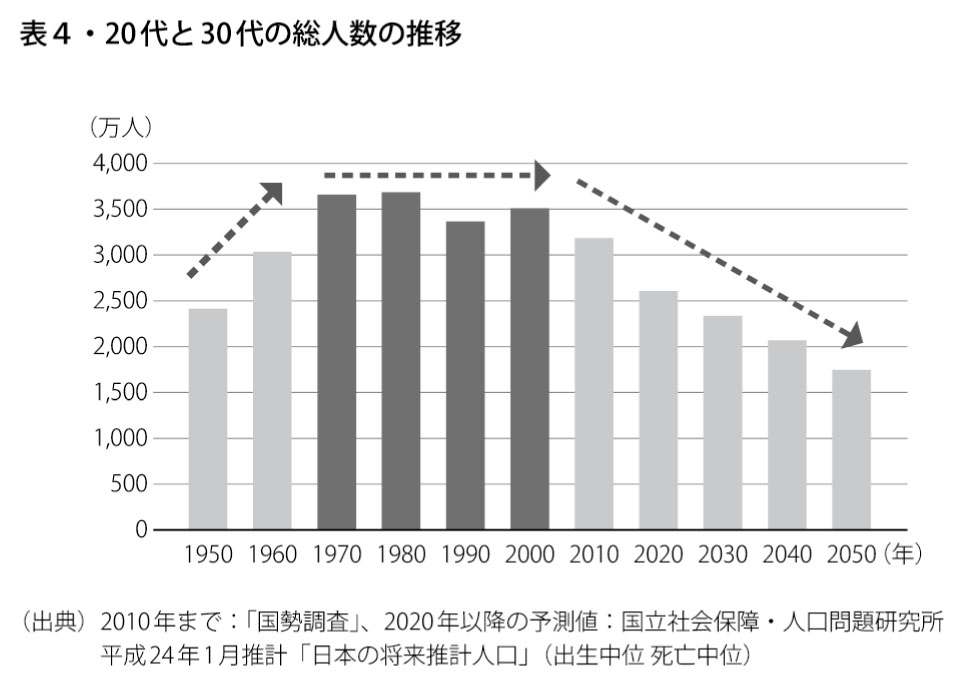 表4・20代と30代の総人数の推移
（万人）
4,000
3,500
3,000
2,500
2,000
1,500
1,000
500
0
1950 1960 1970 1980 1990 2000 2010 2020 2030 2040 2050（年）
（出典）2010年まで：「国勢調査」、2020年以降の予測値：国立社会保障・人口問題研究所
平成24年1月推計「日本の将来推計人口」（出生中位 死亡中位）